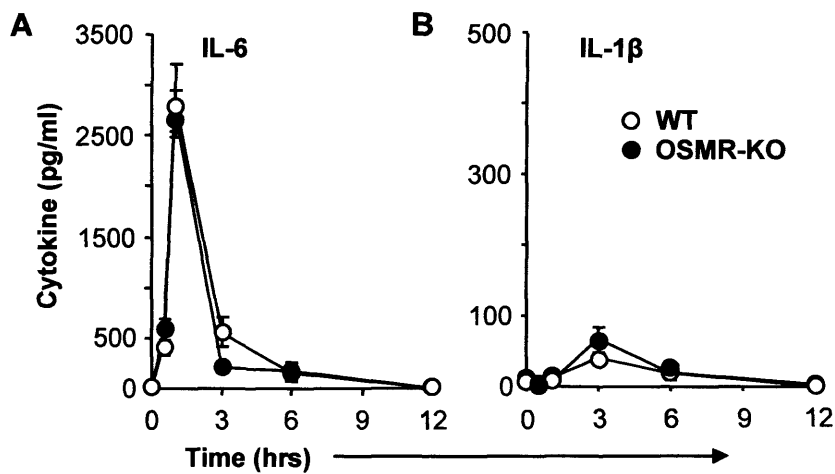 A
IL-6
3500
2500
1500
500
0
Cytokine (pg/ml)
0 3 6 9 12
B
IL-1β
500
300
100
0
WT
OSMR-KO
0 3 6 9 12
Time (hrs)